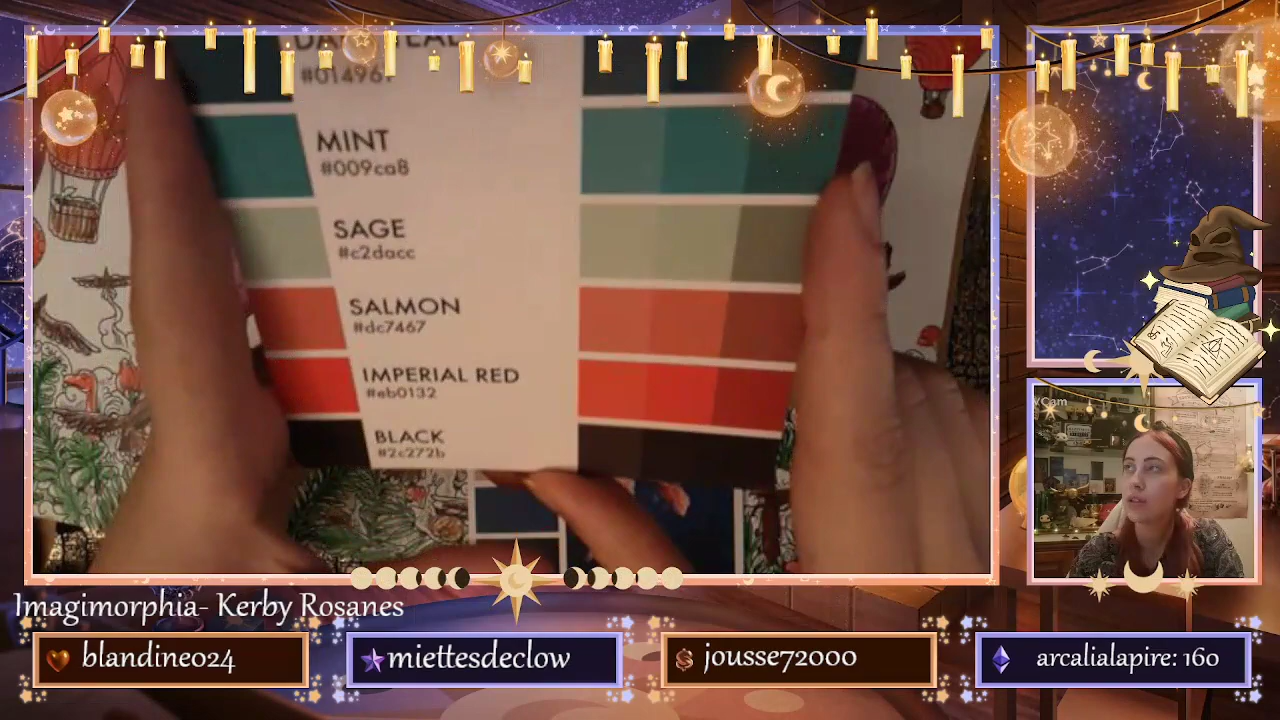 #01496f
MINT
#009ca8
SAGE
#c2dacc
SALMON
#dc7467
IMPERIAL RED
#eb0132
BLACK
#2c272b
Imagimorphia- Kerby Rosanes
blandine024
miettesdeclow
jousse72000
arcalialapire: 160